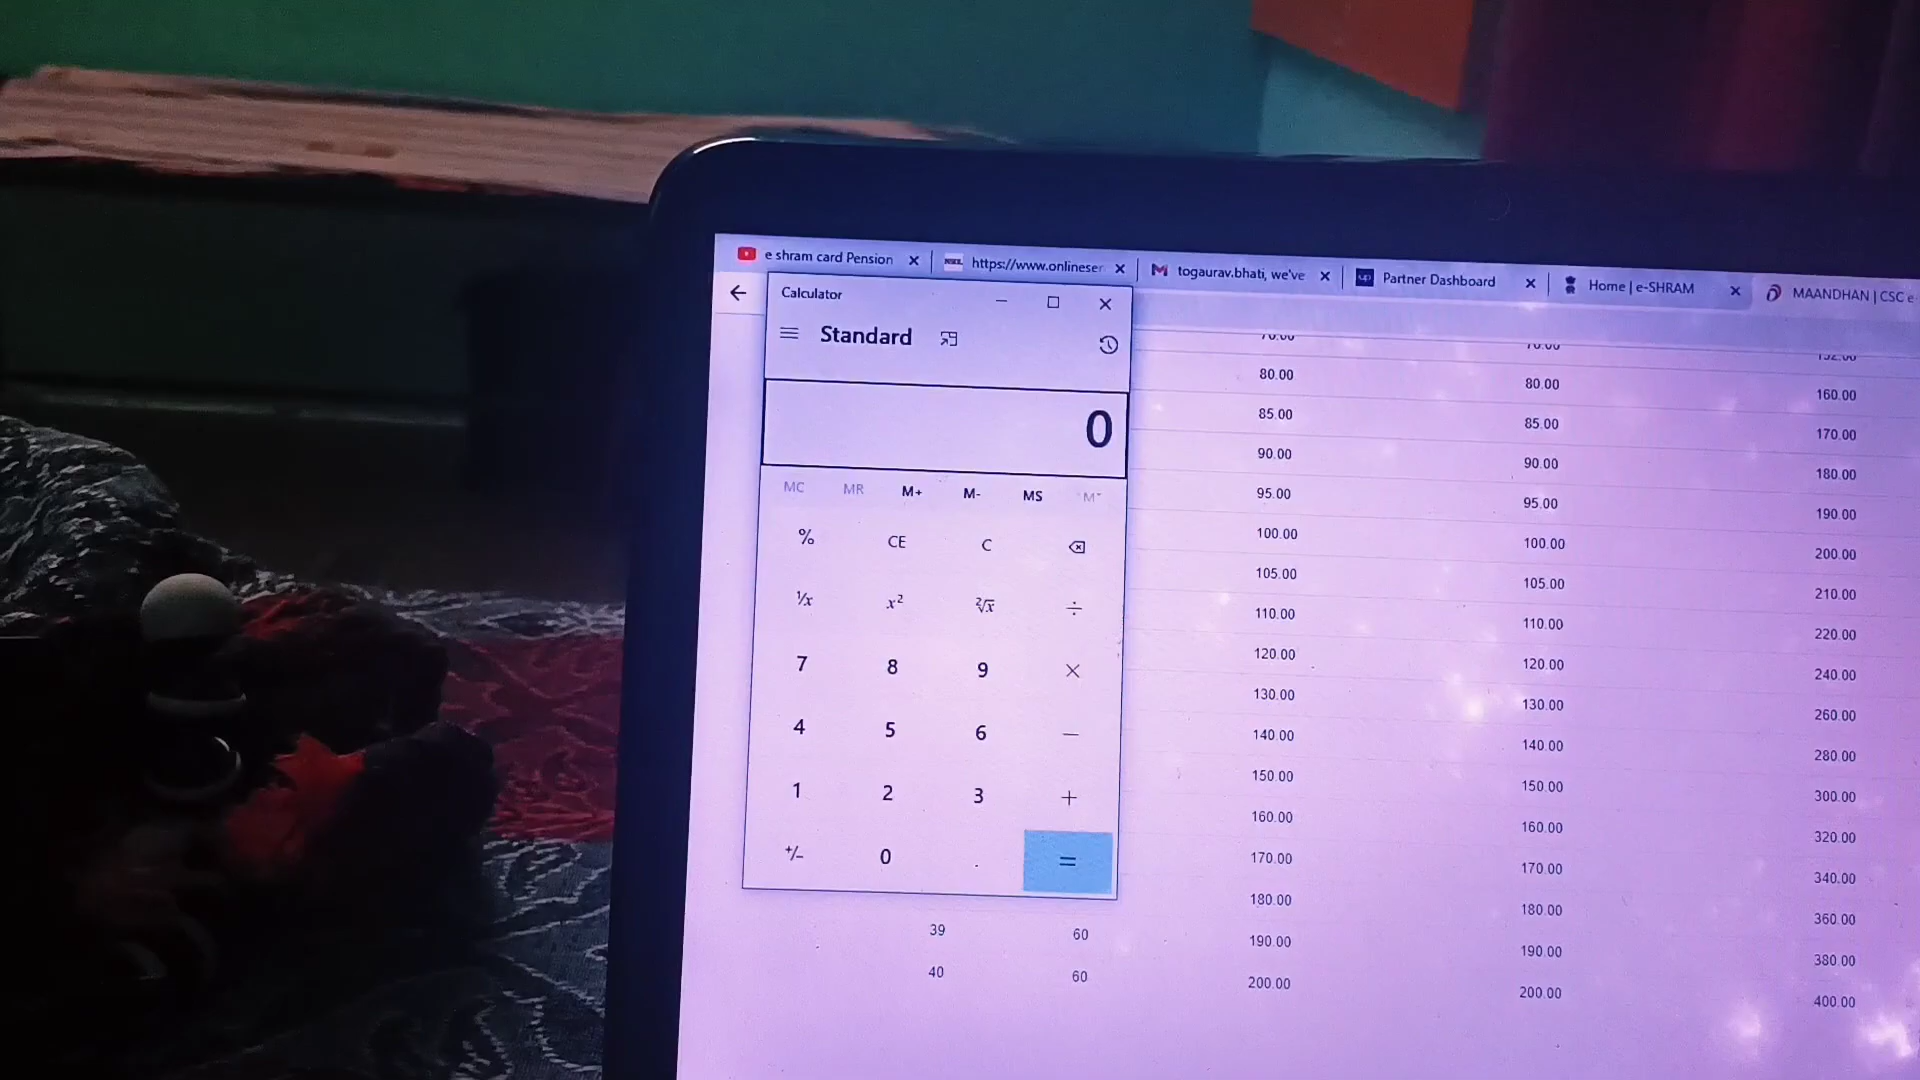 e shram card Pension
https://www.onlineser
togaurav.bhati, we've
Partner Dashboard
Home | e-SHRAM
MAANDHAN | CSC e
Calculator
Standard
0
MC MR M+ M- MS M
% CE C
¹/x x² ²√x ÷
7 8 9 ×
4 5 6 −
1 2 3 +
+/- 0 . =
70.00 70.00 152.00
80.00 80.00 160.00
85.00 85.00 170.00
90.00 90.00 180.00
95.00 95.00 190.00
100.00 100.00 200.00
105.00 105.00 210.00
110.00 110.00 220.00
120.00 120.00 240.00
130.00 130.00 260.00
140.00 140.00 280.00
150.00 150.00 300.00
160.00 160.00 320.00
170.00 170.00 340.00
180.00 180.00 360.00
39 60 190.00 190.00 380.00
40 60 200.00 200.00 400.00